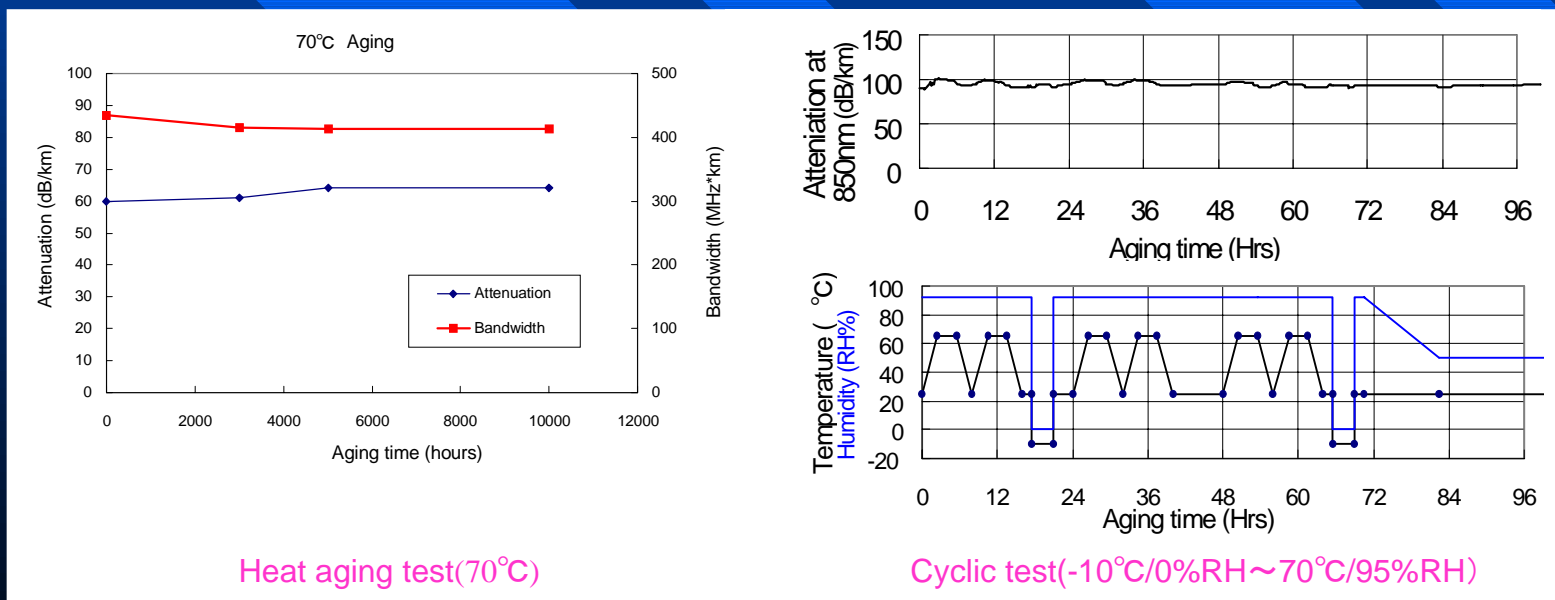 70℃ Aging
100
90
80
70
60
50
40
30
20
10
0
500
400
300
200
100
0
0 2000 4000 6000 8000 10000 12000
Attenuation (dB/km)
Bandwidth (MHz*km)
Aging time (hours)
Attenuation
Bandwidth
Heat aging test(70℃)
Atteniation at
850nm (dB/km)
150
100
50
0
0 12 24 36 48 60 72 84 96
Aging time (Hrs)
Temperature (℃)
Humidity (RH%)
100
80
60
40
20
0
-20
0 12 24 36 48 60 72 84 96
Aging time (Hrs)
Cyclic test(-10℃/0%RH～70℃/95%RH)